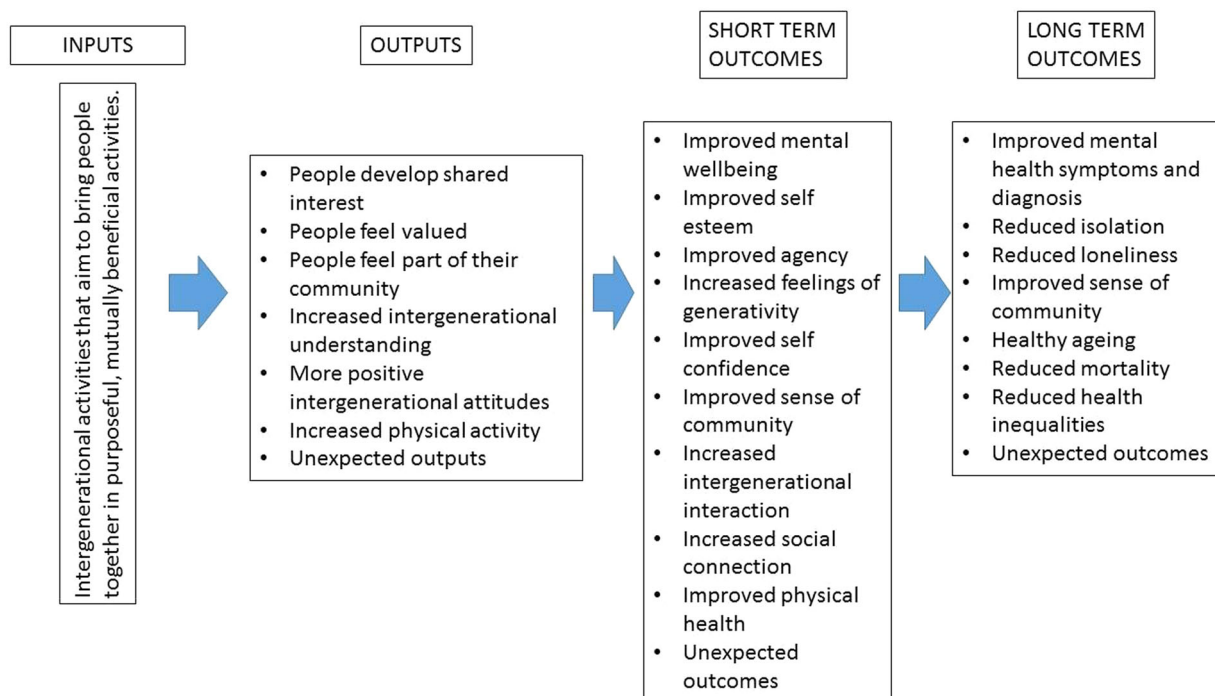 INPUTS
Intergenerational activities that aim to bring people
together in purposeful, mutually beneficial activities.
OUTPUTS
• People develop shared
interest
• People feel valued
• People feel part of their
community
• Increased intergenerational
understanding
• More positive
intergenerational attitudes
• Increased physical activity
• Unexpected outputs
SHORT TERM
OUTCOMES
• Improved mental
wellbeing
• Improved self
esteem
• Improved agency
• Increased feelings of
generativity
• Improved self
confidence
• Improved sense of
community
• Increased
intergenerational
interaction
• Increased social
connection
• Improved physical
health
• Unexpected
outcomes
LONG TERM
OUTCOMES
• Improved mental
health symptoms and
diagnosis
• Reduced isolation
• Reduced loneliness
• Improved sense of
community
• Healthy ageing
• Reduced mortality
• Reduced health
inequalities
• Unexpected outcomes